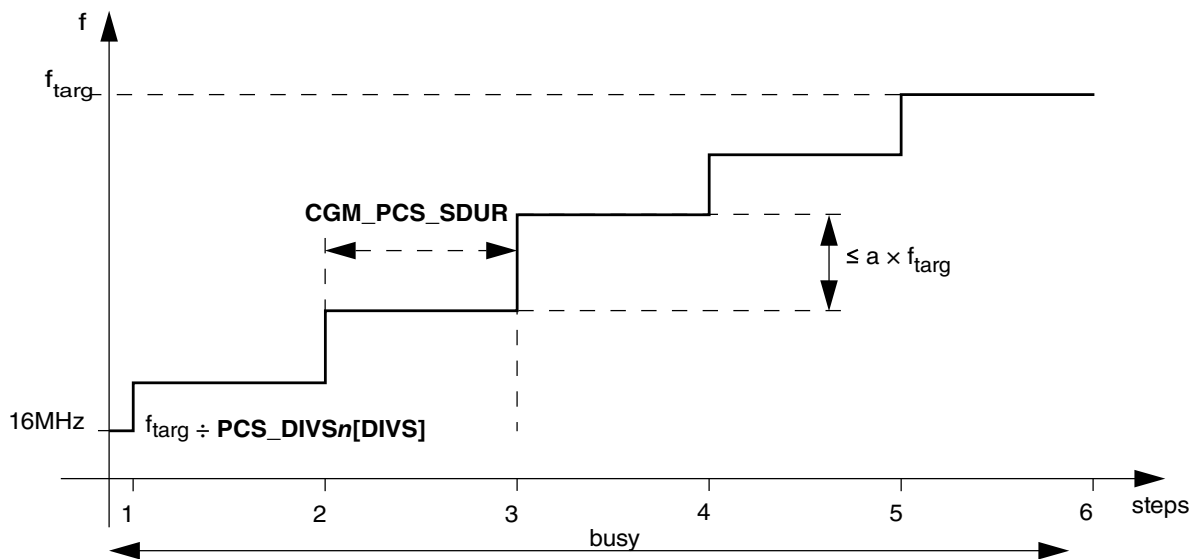 f
f_targ
CGM_PCS_SDUR
≤ a × f_targ
16MHz
f_targ ÷ PCS_DIVSn[DIVS]
1 2 3 4 5 6
steps
busy